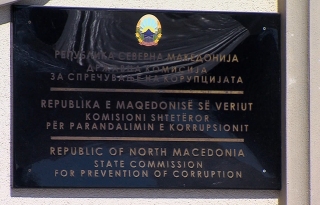 РЕПУБЛИКА СЕВЕРНА МАКЕДОНИЈА
ДРЖАВНА КОМИСИЈА
ЗА СПРЕЧУВАЊЕ НА КОРУПЦИЈАТА
REPUBLIKA E MAQEDONISË SË VERIUT
KOMISIONI SHTETËROR
PËR PARANDALIMIN E KORRUPSIONIT
REPUBLIC OF NORTH MACEDONIA
STATE COMMISSION
FOR PREVENTION OF CORRUPTION